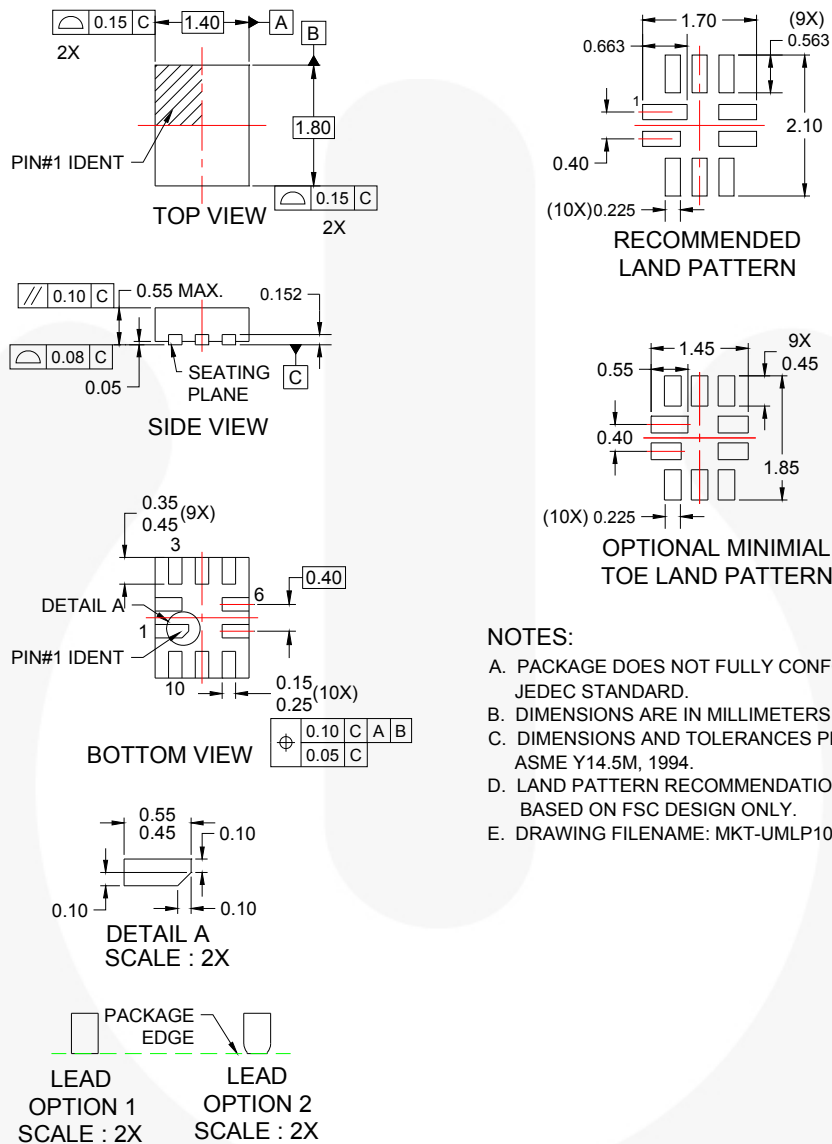 0.15 C
1.40
A
2X
B
1.80
PIN#1 IDENT
0.15 C
TOP VIEW
2X
0.10 C
0.55 MAX.
0.152
0.08 C
SEATING
PLANE
0.05
C
SIDE VIEW
0.35
0.45 (9X)
3
0.40
DETAIL A
6
1
PIN#1 IDENT
10
0.15
0.25 (10X)
0.10 C A B
0.05 C
BOTTOM VIEW
0.55
0.45
0.10
0.10
0.10
DETAIL A
SCALE : 2X
PACKAGE
EDGE
LEAD
OPTION 1
SCALE : 2X
LEAD
OPTION 2
SCALE : 2X
1.70
(9X)
0.563
0.663
1
2.10
0.40
(10X) 0.225
RECOMMENDED
LAND PATTERN
1.45
9X
0.45
0.55
0.40
1.85
(10X) 0.225
OPTIONAL MINIMIAL
TOE LAND PATTERN
NOTES:
A. PACKAGE DOES NOT FULLY
JEDEC STANDARD.
B. DIMENSIONS ARE IN MILLIMETERS
C. DIMENSIONS AND TOLERANCES
ASME Y14.5M, 1994.
D. LAND PATTERN
BASED ON FSC DESIGN ONLY.
E. DRAWING FILENAME: MKT-UMLP10